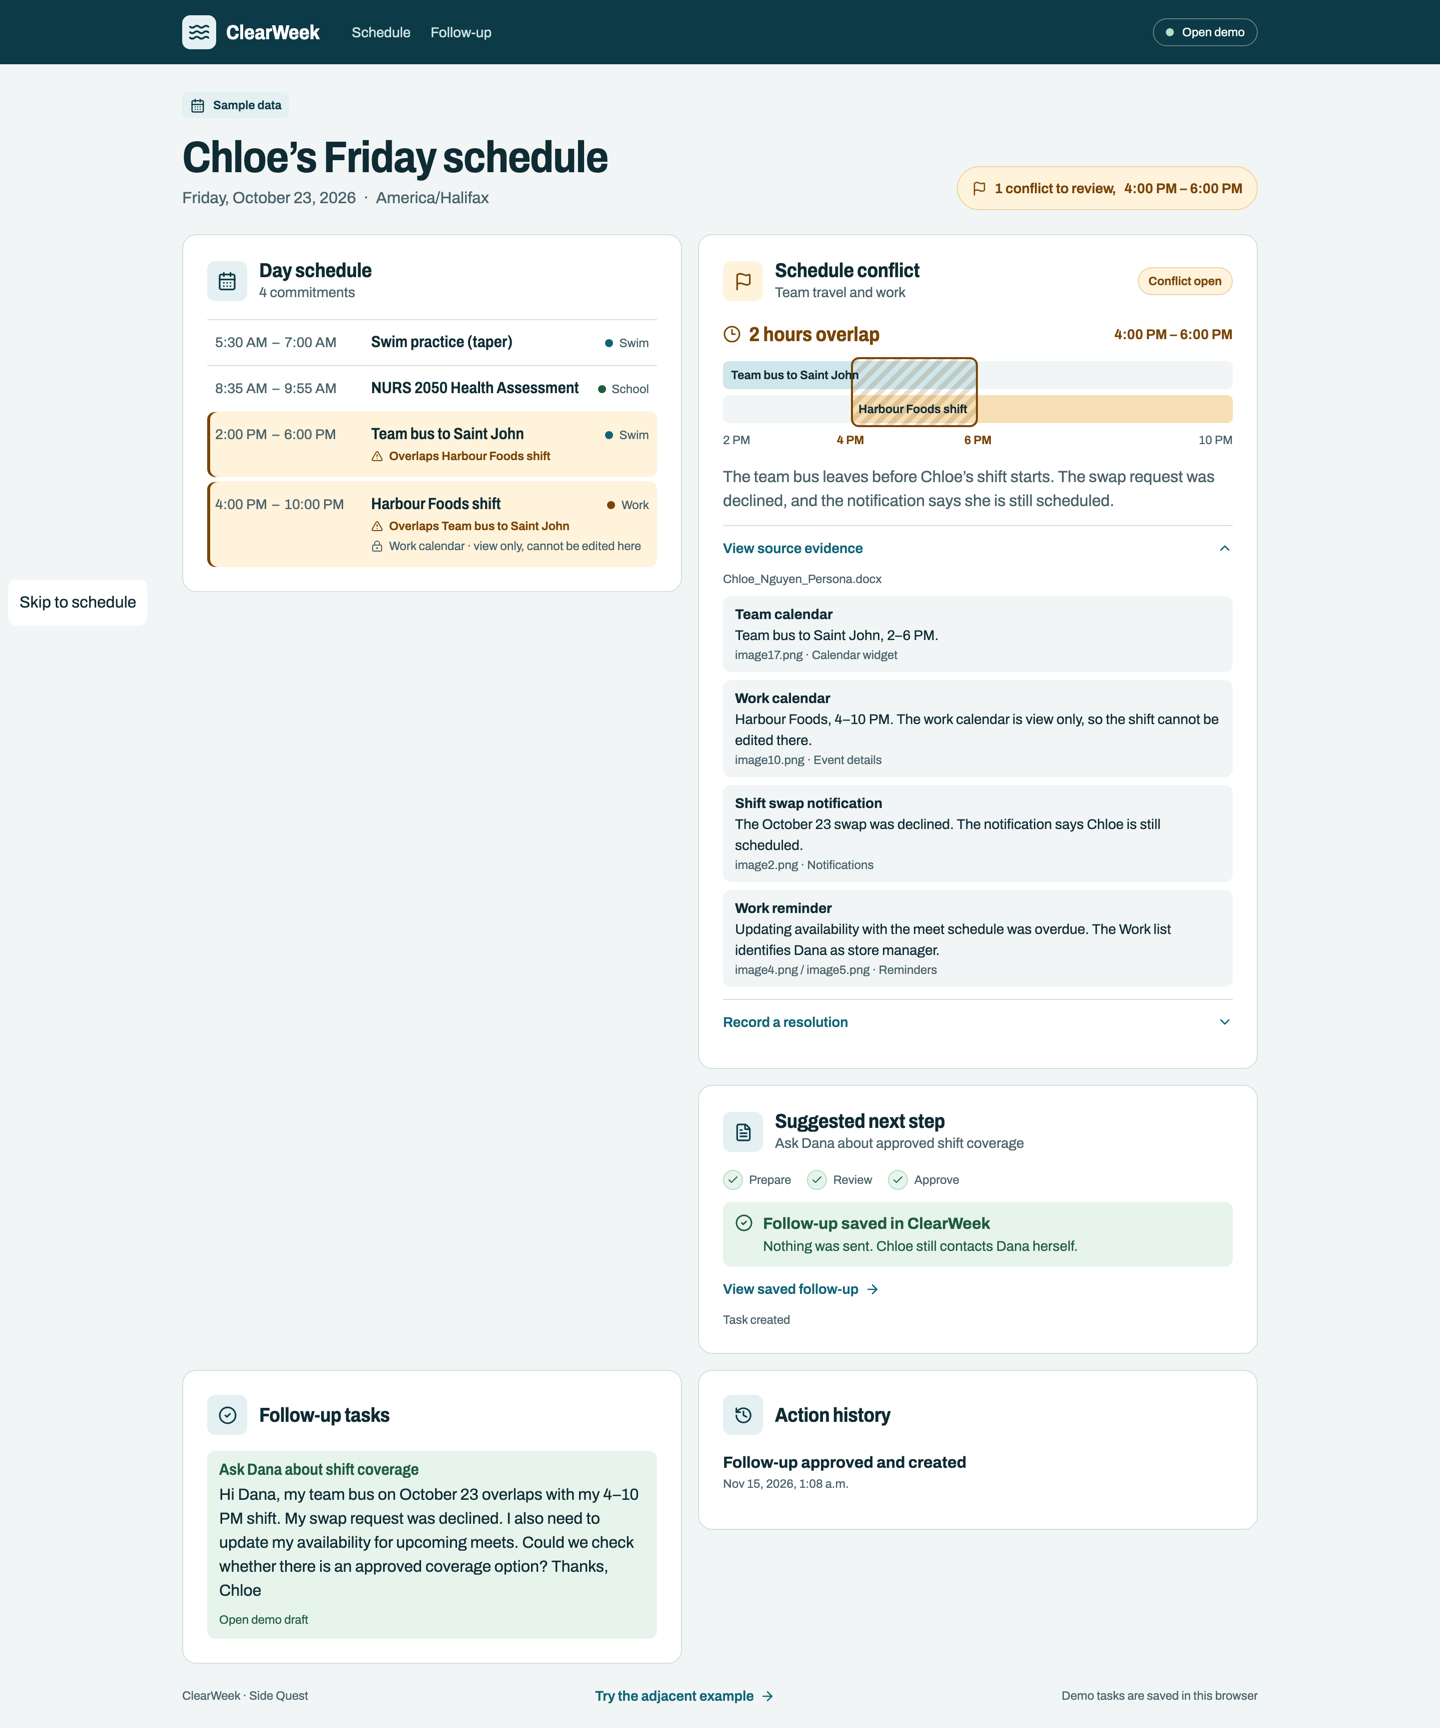 ClearWeek
Schedule
Follow-up
Open demo
Sample data
Chloe’s Friday schedule
Friday, October 23, 2026 · America/Halifax
1 conflict to review, 4:00 PM – 6:00 PM
Day schedule
4 commitments
5:30 AM – 7:00 AM Swim practice (taper) Swim
8:35 AM – 9:55 AM NURS 2050 Health Assessment School
2:00 PM – 6:00 PM Team bus to Saint John Swim
Overlaps Harbour Foods shift
4:00 PM – 10:00 PM Harbour Foods shift Work
Overlaps Team bus to Saint John
Work calendar · view only, cannot be edited here
Skip to schedule
Schedule conflict
Team travel and work
Conflict open
2 hours overlap 4:00 PM – 6:00 PM
Team bus to Saint John
Harbour Foods shift
2 PM 4 PM 6 PM 10 PM
The team bus leaves before Chloe’s shift starts. The swap request was
declined, and the notification says she is still scheduled.
View source evidence
Chloe_Nguyen_Persona.docx
Team calendar
Team bus to Saint John, 2–6 PM.
image17.png · Calendar widget
Work calendar
Harbour Foods, 4–10 PM. The work calendar is view only, so the shift cannot be
edited there.
image10.png · Event details
Shift swap notification
The October 23 swap was declined. The notification says Chloe is still
scheduled.
image2.png · Notifications
Work reminder
Updating availability with the meet schedule was overdue. The Work list
identifies Dana as store manager.
image4.png / image5.png · Reminders
Record a resolution
Suggested next step
Ask Dana about approved shift coverage
Prepare Review Approve
Follow-up saved in ClearWeek
Nothing was sent. Chloe still contacts Dana herself.
View saved follow-up
Task created
Follow-up tasks
Ask Dana about shift coverage
Hi Dana, my team bus on October 23 overlaps with my 4–10
PM shift. My swap request was declined. I also need to
update my availability for upcoming meets. Could we check
whether there is an approved coverage option? Thanks,
Chloe
Open demo draft
Action history
Follow-up approved and created
Nov 15, 2026, 1:08 a.m.
ClearWeek · Side Quest
Try the adjacent example
Demo tasks are saved in this browser